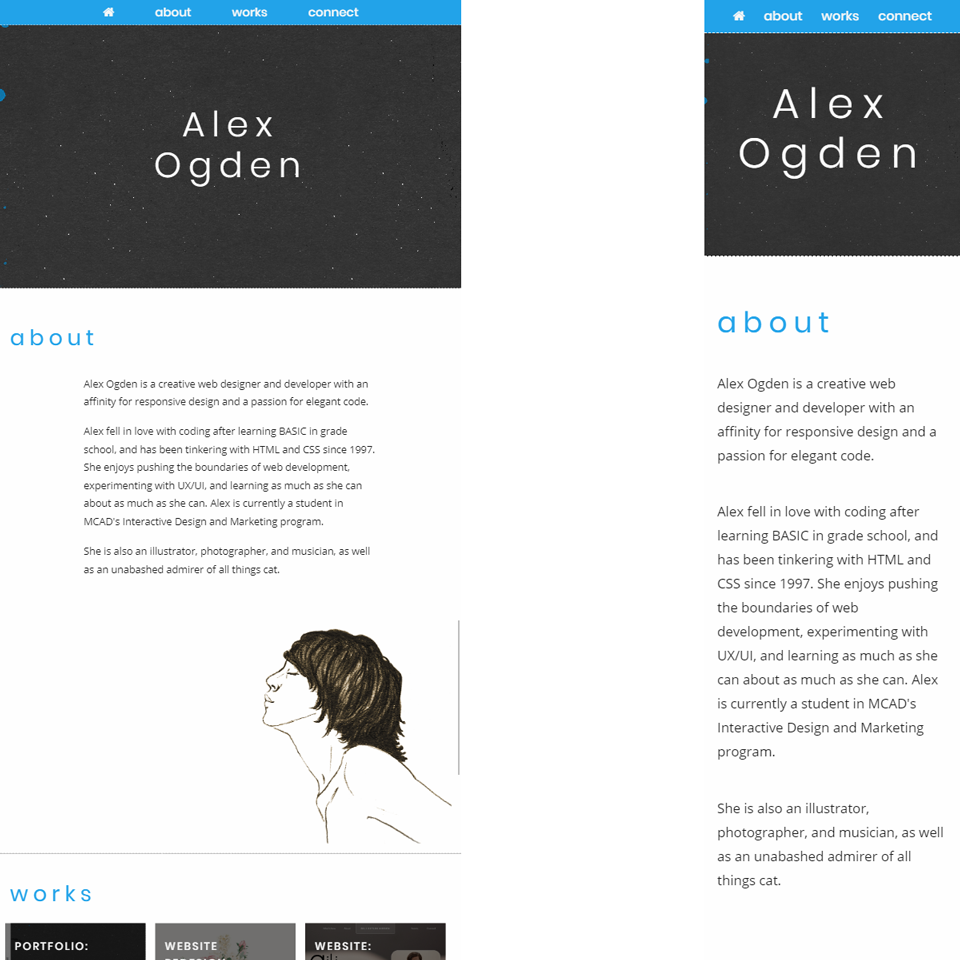 about works connect
Alex
Ogden
about
Alex Ogden is a creative web designer and developer with an
affinity for responsive design and a passion for elegant code.
Alex fell in love with coding after learning BASIC in grade
school, and has been tinkering with HTML and CSS since 1997.
She enjoys pushing the boundaries of web development,
experimenting with UX/UI, and learning as much as she can
about as much as she can. Alex is currently a student in
MCAD's Interactive Design and Marketing program.
She is also an illustrator, photographer, and musician, as well
as an unabashed admirer of all things cat.
works
PORTFOLIO:
WEBSITE
WEBSITE:
about works connect
Alex
Ogden
about
Alex Ogden is a creative web
designer and developer with an
affinity for responsive design and a
passion for elegant code.
Alex fell in love with coding after
learning BASIC in grade school, and
has been tinkering with HTML and
CSS since 1997. She enjoys pushing
the boundaries of web
development, experimenting with
UX/UI, and learning as much as she
can about as much as she can. Alex
is currently a student in MCAD's
Interactive Design and Marketing
program.
She is also an illustrator,
photographer, and musician, as well
as an unabashed admirer of all
things cat.